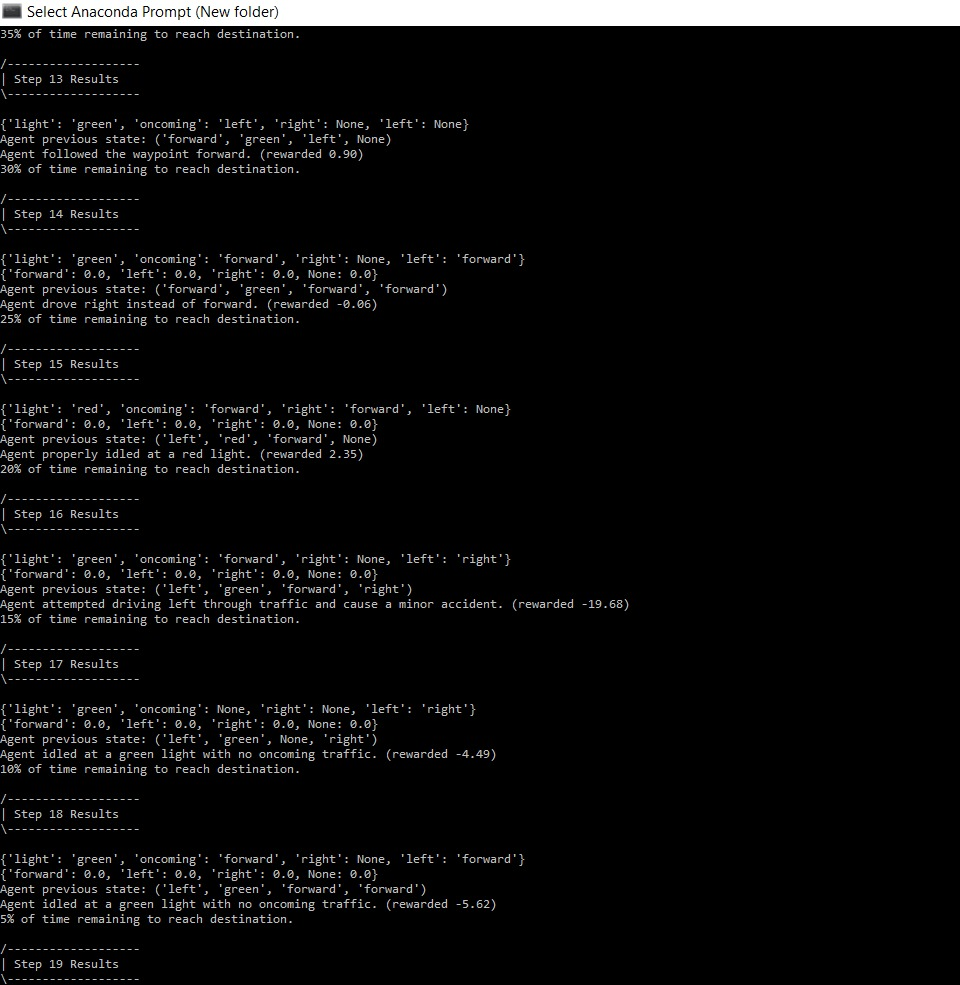 Select Anaconda Prompt (New folder)
35% of time remaining to reach destination.
/-------------------
| Step 13 Results
\-------------------
{'light': 'green', 'oncoming': 'left', 'right': None, 'left': None}
Agent previous state: ('forward', 'green', 'left', None)
Agent followed the waypoint forward. (rewarded 0.90)
30% of time remaining to reach destination.
/-------------------
| Step 14 Results
\-------------------
{'light': 'green', 'oncoming': 'forward', 'right': None, 'left': 'forward'}
{'forward': 0.0, 'left': 0.0, 'right': 0.0, None: 0.0}
Agent previous state: ('forward', 'green', 'forward', 'forward')
Agent drove right instead of forward. (rewarded -0.06)
25% of time remaining to reach destination.
/-------------------
| Step 15 Results
\-------------------
{'light': 'red', 'oncoming': 'forward', 'right': 'forward', 'left': None}
{'forward': 0.0, 'left': 0.0, 'right': 0.0, None: 0.0}
Agent previous state: ('left', 'red', 'forward', None)
Agent properly idled at a red light. (rewarded 2.35)
20% of time remaining to reach destination.
/-------------------
| Step 16 Results
\-------------------
{'light': 'green', 'oncoming': 'forward', 'right': None, 'left': 'right'}
{'forward': 0.0, 'left': 0.0, 'right': 0.0, None: 0.0}
Agent previous state: ('left', 'green', 'forward', 'right')
Agent attempted driving left through traffic and cause a minor accident. (rewarded -19.68)
15% of time remaining to reach destination.
/-------------------
| Step 17 Results
\-------------------
{'light': 'green', 'oncoming': None, 'right': None, 'left': 'right'}
{'forward': 0.0, 'left': 0.0, 'right': 0.0, None: 0.0}
Agent previous state: ('left', 'green', None, 'right')
Agent idled at a green light with no oncoming traffic. (rewarded -4.49)
10% of time remaining to reach destination.
/-------------------
| Step 18 Results
\-------------------
{'light': 'green', 'oncoming': 'forward', 'right': None, 'left': 'forward'}
{'forward': 0.0, 'left': 0.0, 'right': 0.0, None: 0.0}
Agent previous state: ('left', 'green', 'forward', 'forward')
Agent idled at a green light with no oncoming traffic. (rewarded -5.62)
5% of time remaining to reach destination.
/-------------------
| Step 19 Results
\-------------------